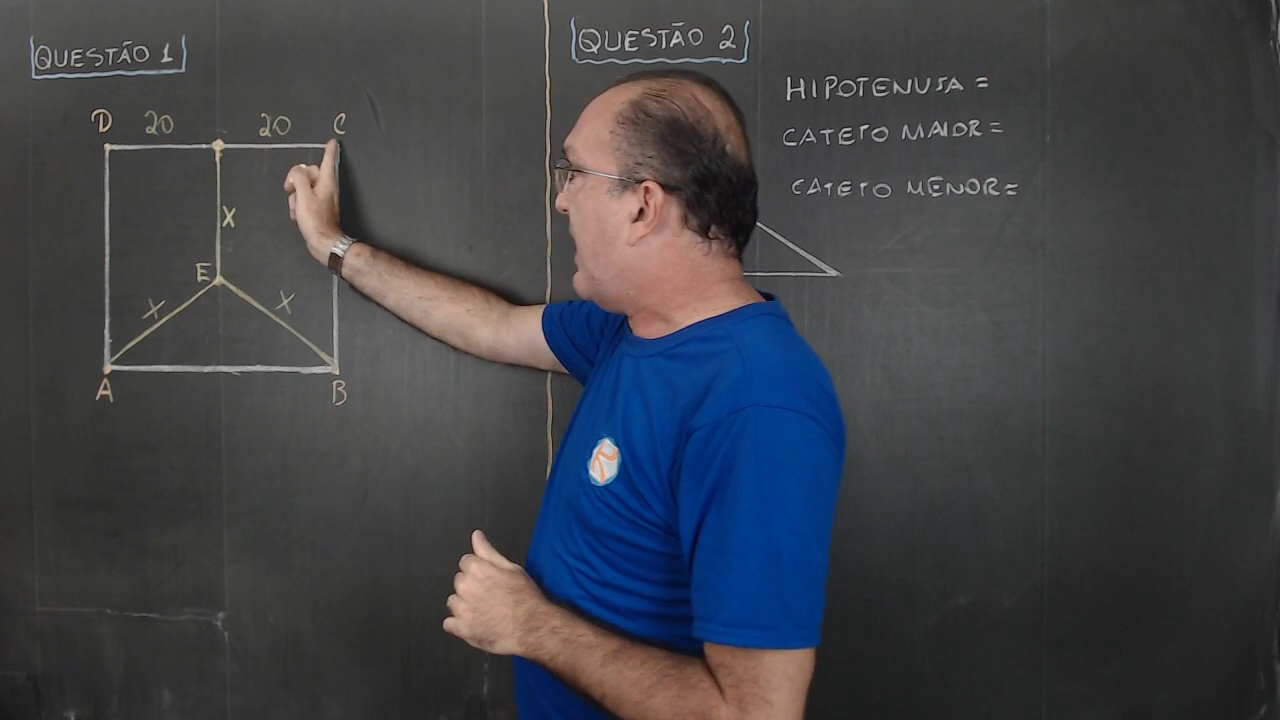 QUESTÃO 1
D 20 20 C
X
E
X X
A B
QUESTÃO 2
HIPOTENUSA =
CATETO MAIOR =
CATETO MENOR =